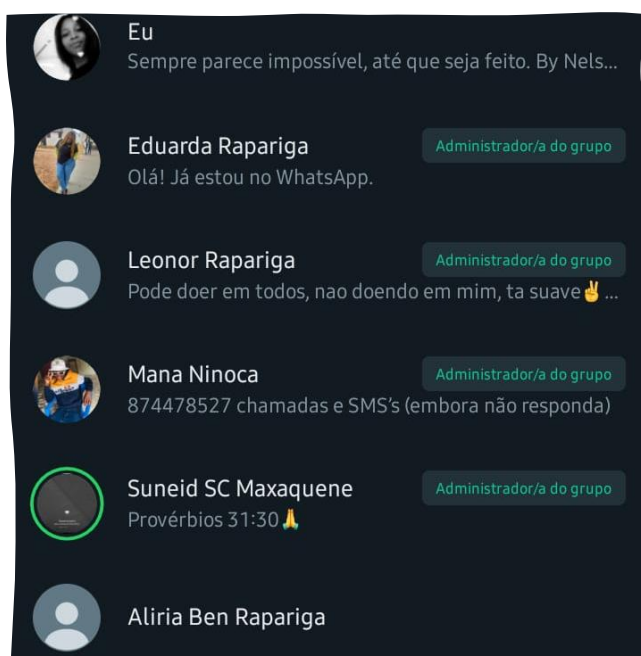 Eu
Sempre parece impossível, até que seja feito. By Nels...
Eduarda Rapariga
Administrador/a do grupo
Olá! Já estou no WhatsApp.
Leonor Rapariga
Administrador/a do grupo
Pode doer em todos, nao doendo em mim, ta suave✌️...
Mana Ninoca
Administrador/a do grupo
874478527 chamadas e SMS's (embora não responda)
Suneid SC Maxaquene
Administrador/a do grupo
Provérbios 31:30🙏
Aliria Ben Rapariga